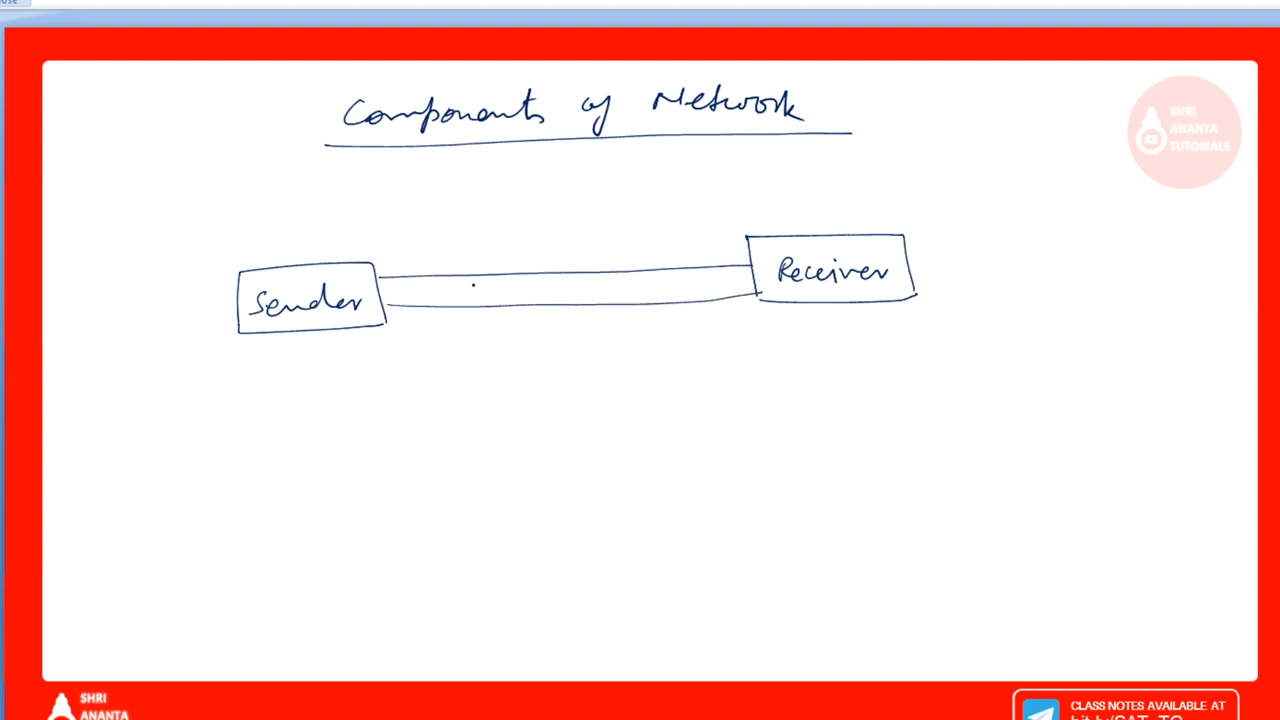 Components of Network
SHRI
ANANTA
TUTORIALS
Sender
Receiver
SHRI
ANANTA
CLASS NOTES AVAILABLE AT